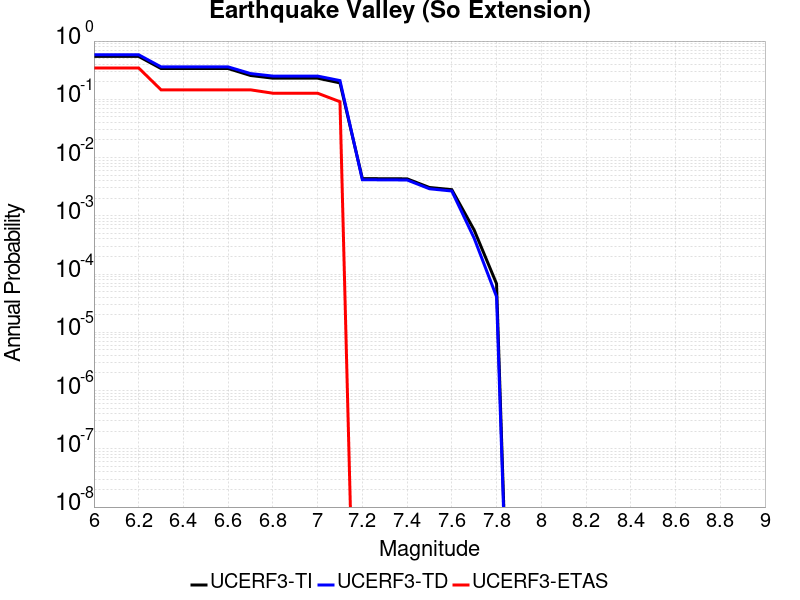 Earthquake Valley (So Extension)
10^0
10^-1
10^-2
10^-3
10^-4
10^-5
10^-6
10^-7
10^-8
Annual Probability
6 6.2 6.4 6.6 6.8 7 7.2 7.4 7.6 7.8 8 8.2 8.4 8.6 8.8 9
Magnitude
UCERF3-TI UCERF3-TD UCERF3-ETAS